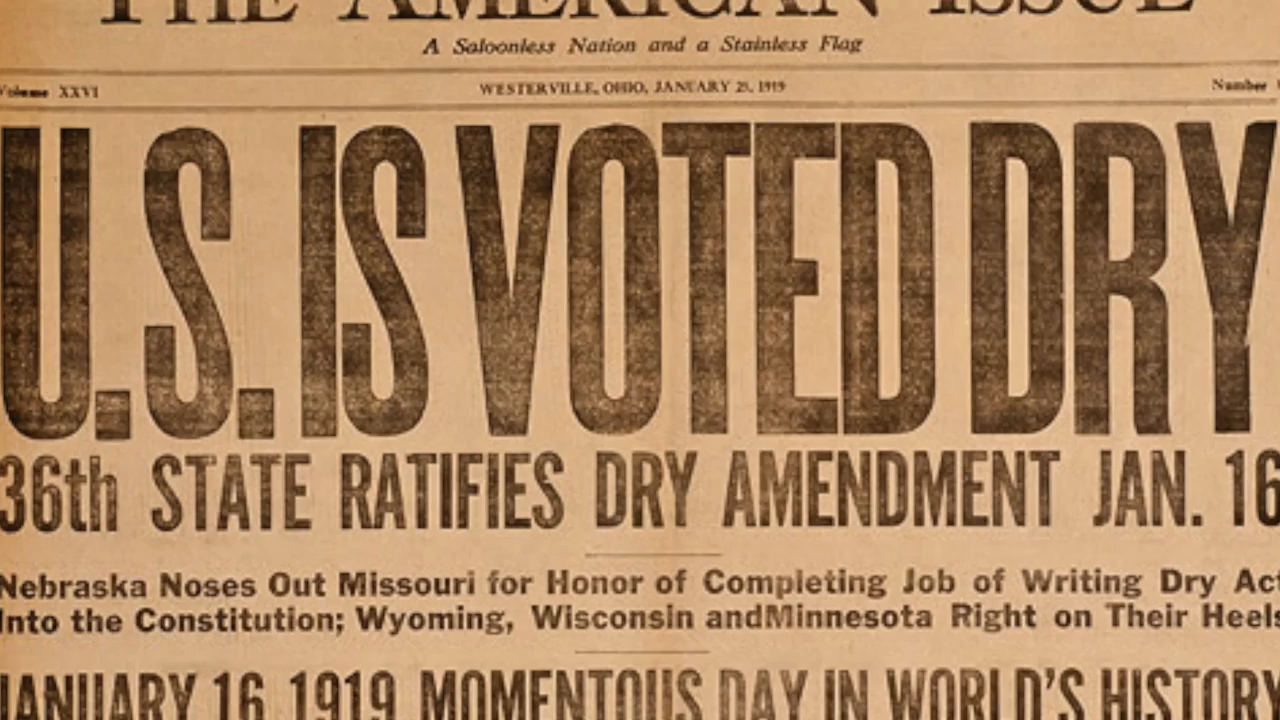 THE AMERICAN ISSUE
A Saloonless Nation and a Stainless Flag
Volume XXVI WESTERVILLE, OHIO, JANUARY 25, 1919 Number
U.S. IS VOTED DRY
36th STATE RATIFIES DRY AMENDMENT JAN. 16
Nebraska Noses Out Missouri for Honor of Completing Job of Writing Dry Act
Into the Constitution; Wyoming, Wisconsin andMinnesota Right on Their Heels
JANUARY 16, 1919, MOMENTOUS DAY IN WORLD'S HISTORY